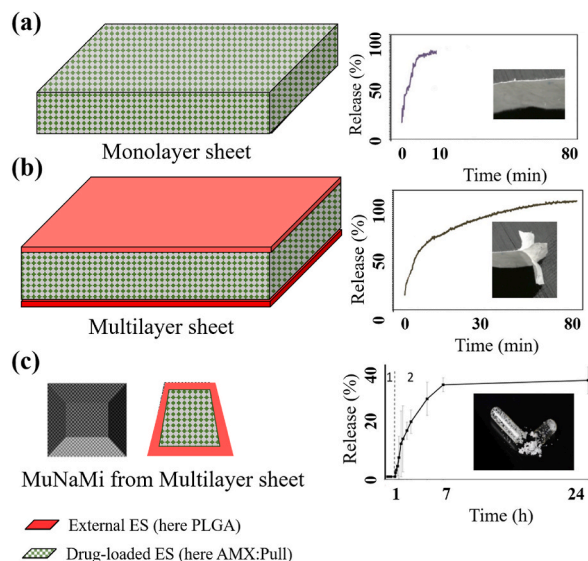 (a)
Monolayer sheet
Release (%)
100
50
0
0 10 80
Time (min)
(b)
Multilayer sheet
Release (%)
100
50
0
0 30 80
Time (min)
(c)
MuNaMi from Multilayer sheet
Release (%)
40
20
0
1 2
1 7 24
Time (h)
External ES (here PLGA)
Drug-loaded ES (here AMX:Pull)